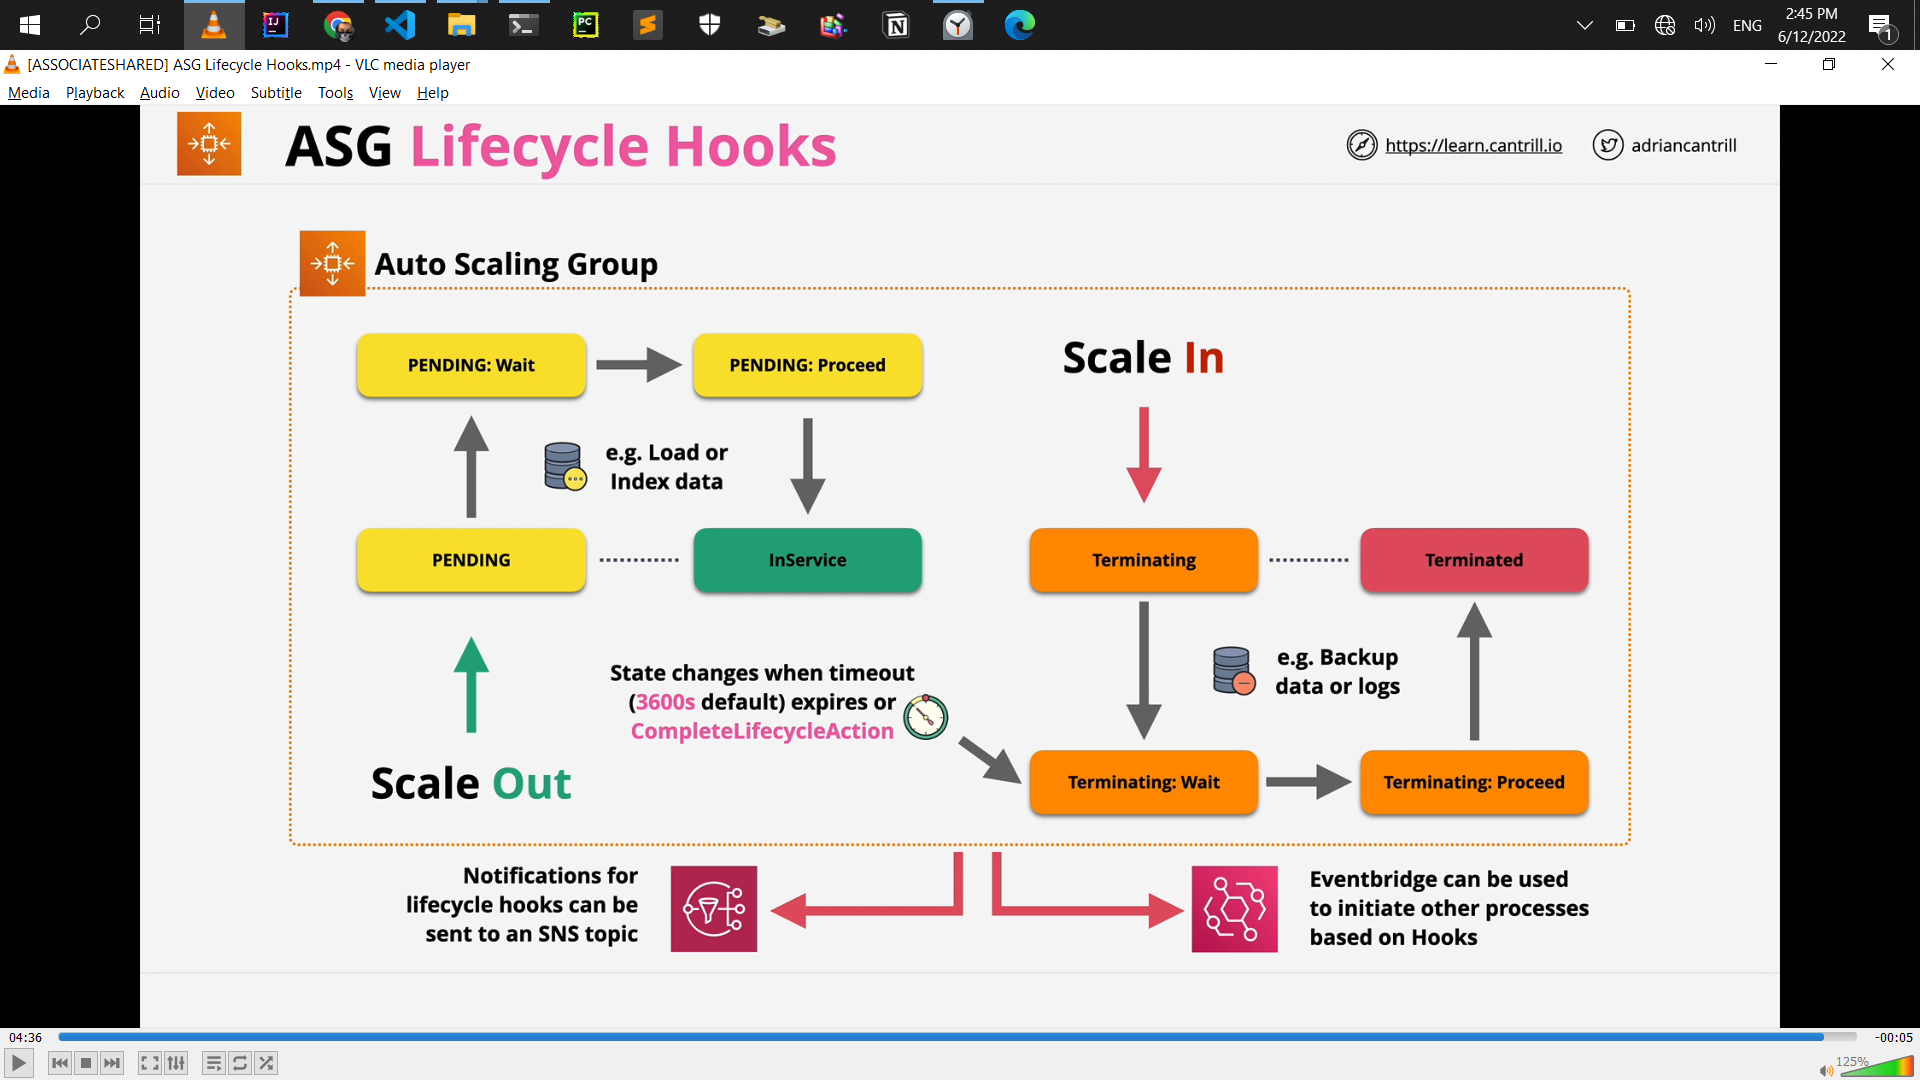 ENG
2:45 PM
6/12/2022
1
IJ
PC
N
[ASSOCIATESHARED] ASG Lifecycle Hooks.mp4 - VLC media player
Media Playback Audio Video Subtitle Tools View Help
ASG Lifecycle Hooks
https://learn.cantrill.io
adriancantrill
Auto Scaling Group
PENDING: Wait
PENDING: Proceed
Scale In
e.g. Load or
Index data
PENDING
InService
Terminating
Terminated
State changes when timeout
(3600s default) expires or
CompleteLifecycleAction
e.g. Backup
data or logs
Scale Out
Terminating: Wait
Terminating: Proceed
Notifications for
lifecycle hooks can be
sent to an SNS topic
Eventbridge can be used
to initiate other processes
based on Hooks
04:36
-00:05
125%